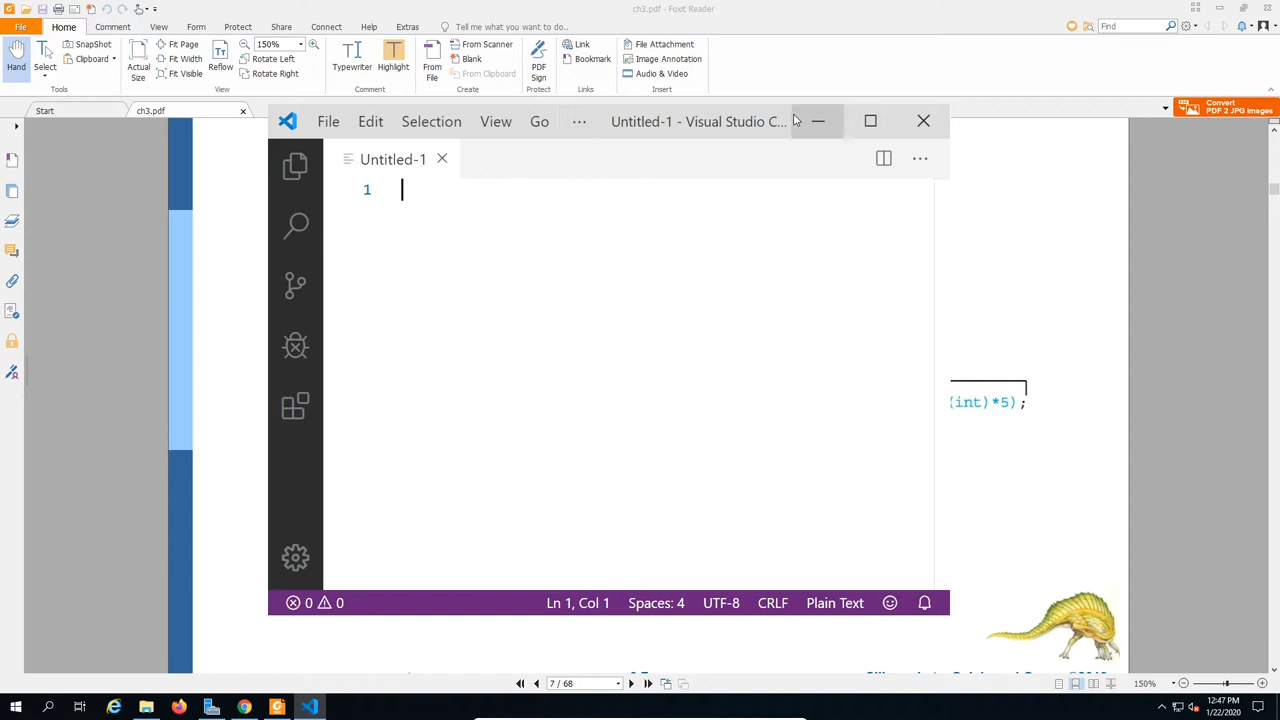 ch3.pdf - Foxit Reader
File Home Comment View Form Protect Share Connect Help Extras Tell me what you want to do... Find
Hand
Select
SnapShot
Clipboard
Tools
Actual Size
Fit Page
Fit Width
Fit Visible
Reflow
150%
Rotate Left
Rotate Right
View
Typewriter
Highlight
Comment
From File
From Scanner
Blank
From Clipboard
Create
PDF Sign
Protect
Link
Bookmark
Links
File Attachment
Image Annotation
Audio & Video
Insert
Start ch3.pdf
Convert
PDF 2 JPG Images
File Edit Selection View Go ··· Untitled-1 - Visual Studio C...
Untitled-1
1
(int)*5);
0 0 Ln 1, Col 1 Spaces: 4 UTF-8 CRLF Plain Text
7 / 68 150%
12:47 PM
1/22/2020